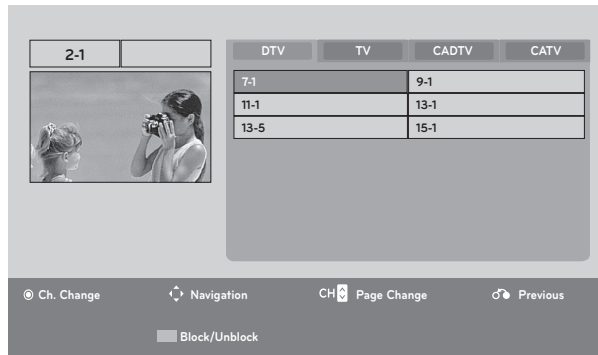 2-1
DTV TV CADTV CATV
7-1 9-1
11-1 13-1
13-5 15-1
Ch. Change Navigation CH Page Change Previous
Block/Unblock